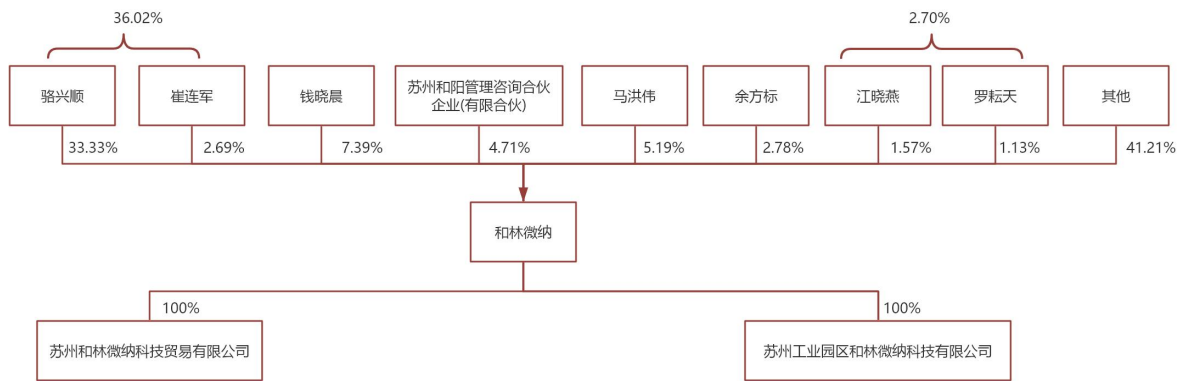 36.02%
2.70%
骆兴顺
崔连军
钱晓晨
苏州和阳管理咨询合伙
企业(有限合伙)
马洪伟
余方标
江晓燕
罗耘天
其他
33.33%
2.69%
7.39%
4.71%
5.19%
2.78%
1.57%
1.13%
41.21%
和林微纳
100%
100%
苏州和林微纳科技贸易有限公司
苏州工业园区和林微纳科技有限公司